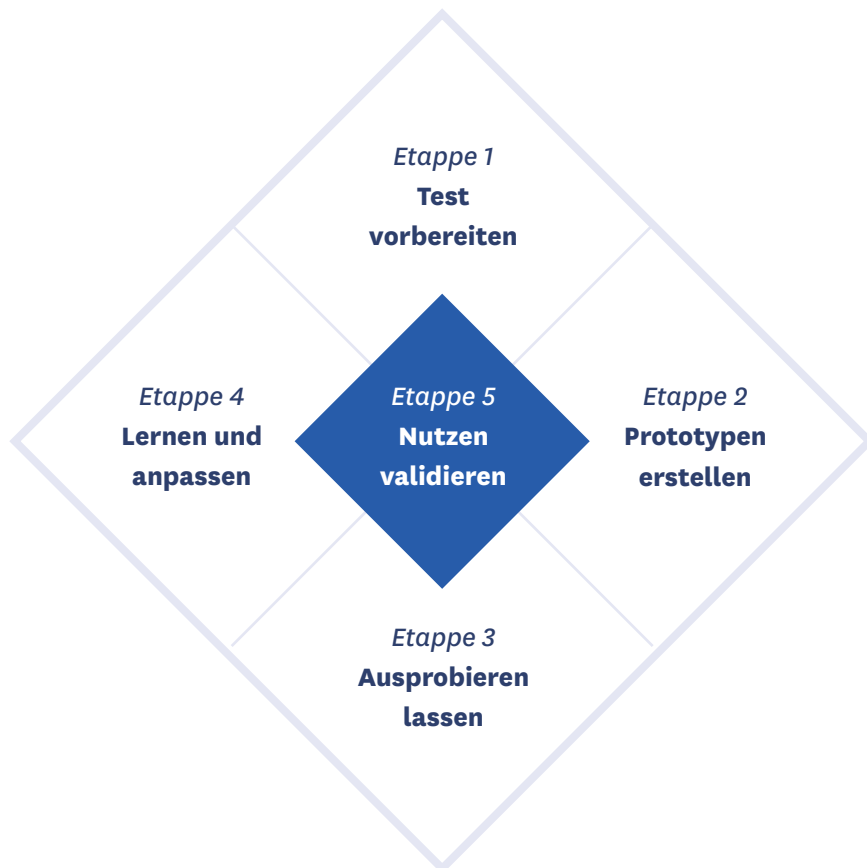 Etappe 1
Test
vorbereiten
Etappe 4
Lernen und
anpassen
Etappe 5
Nutzen
validieren
Etappe 2
Prototypen
erstellen
Etappe 3
Ausprobieren
lassen